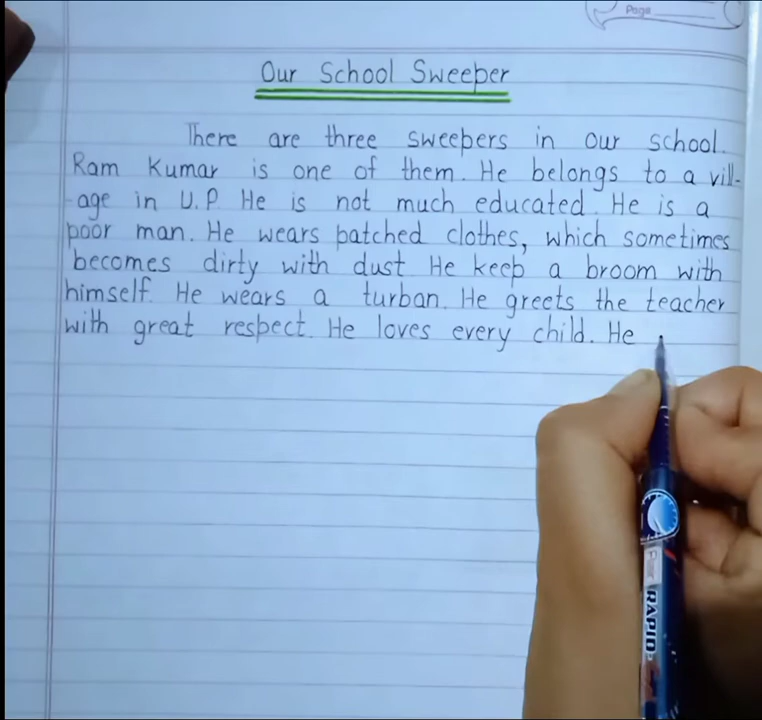 Page
Our School Sweeper
There are three sweepers in our school.
Ram Kumar is one of them. He belongs to a vill-
-age in U.P. He is not much educated. He is a
poor man. He wears patched clothes, which sometimes
becomes dirty with dust He keep a broom with
himself. He wears a turban. He greets the teacher
with great respect. He loves every child. He
RAPID